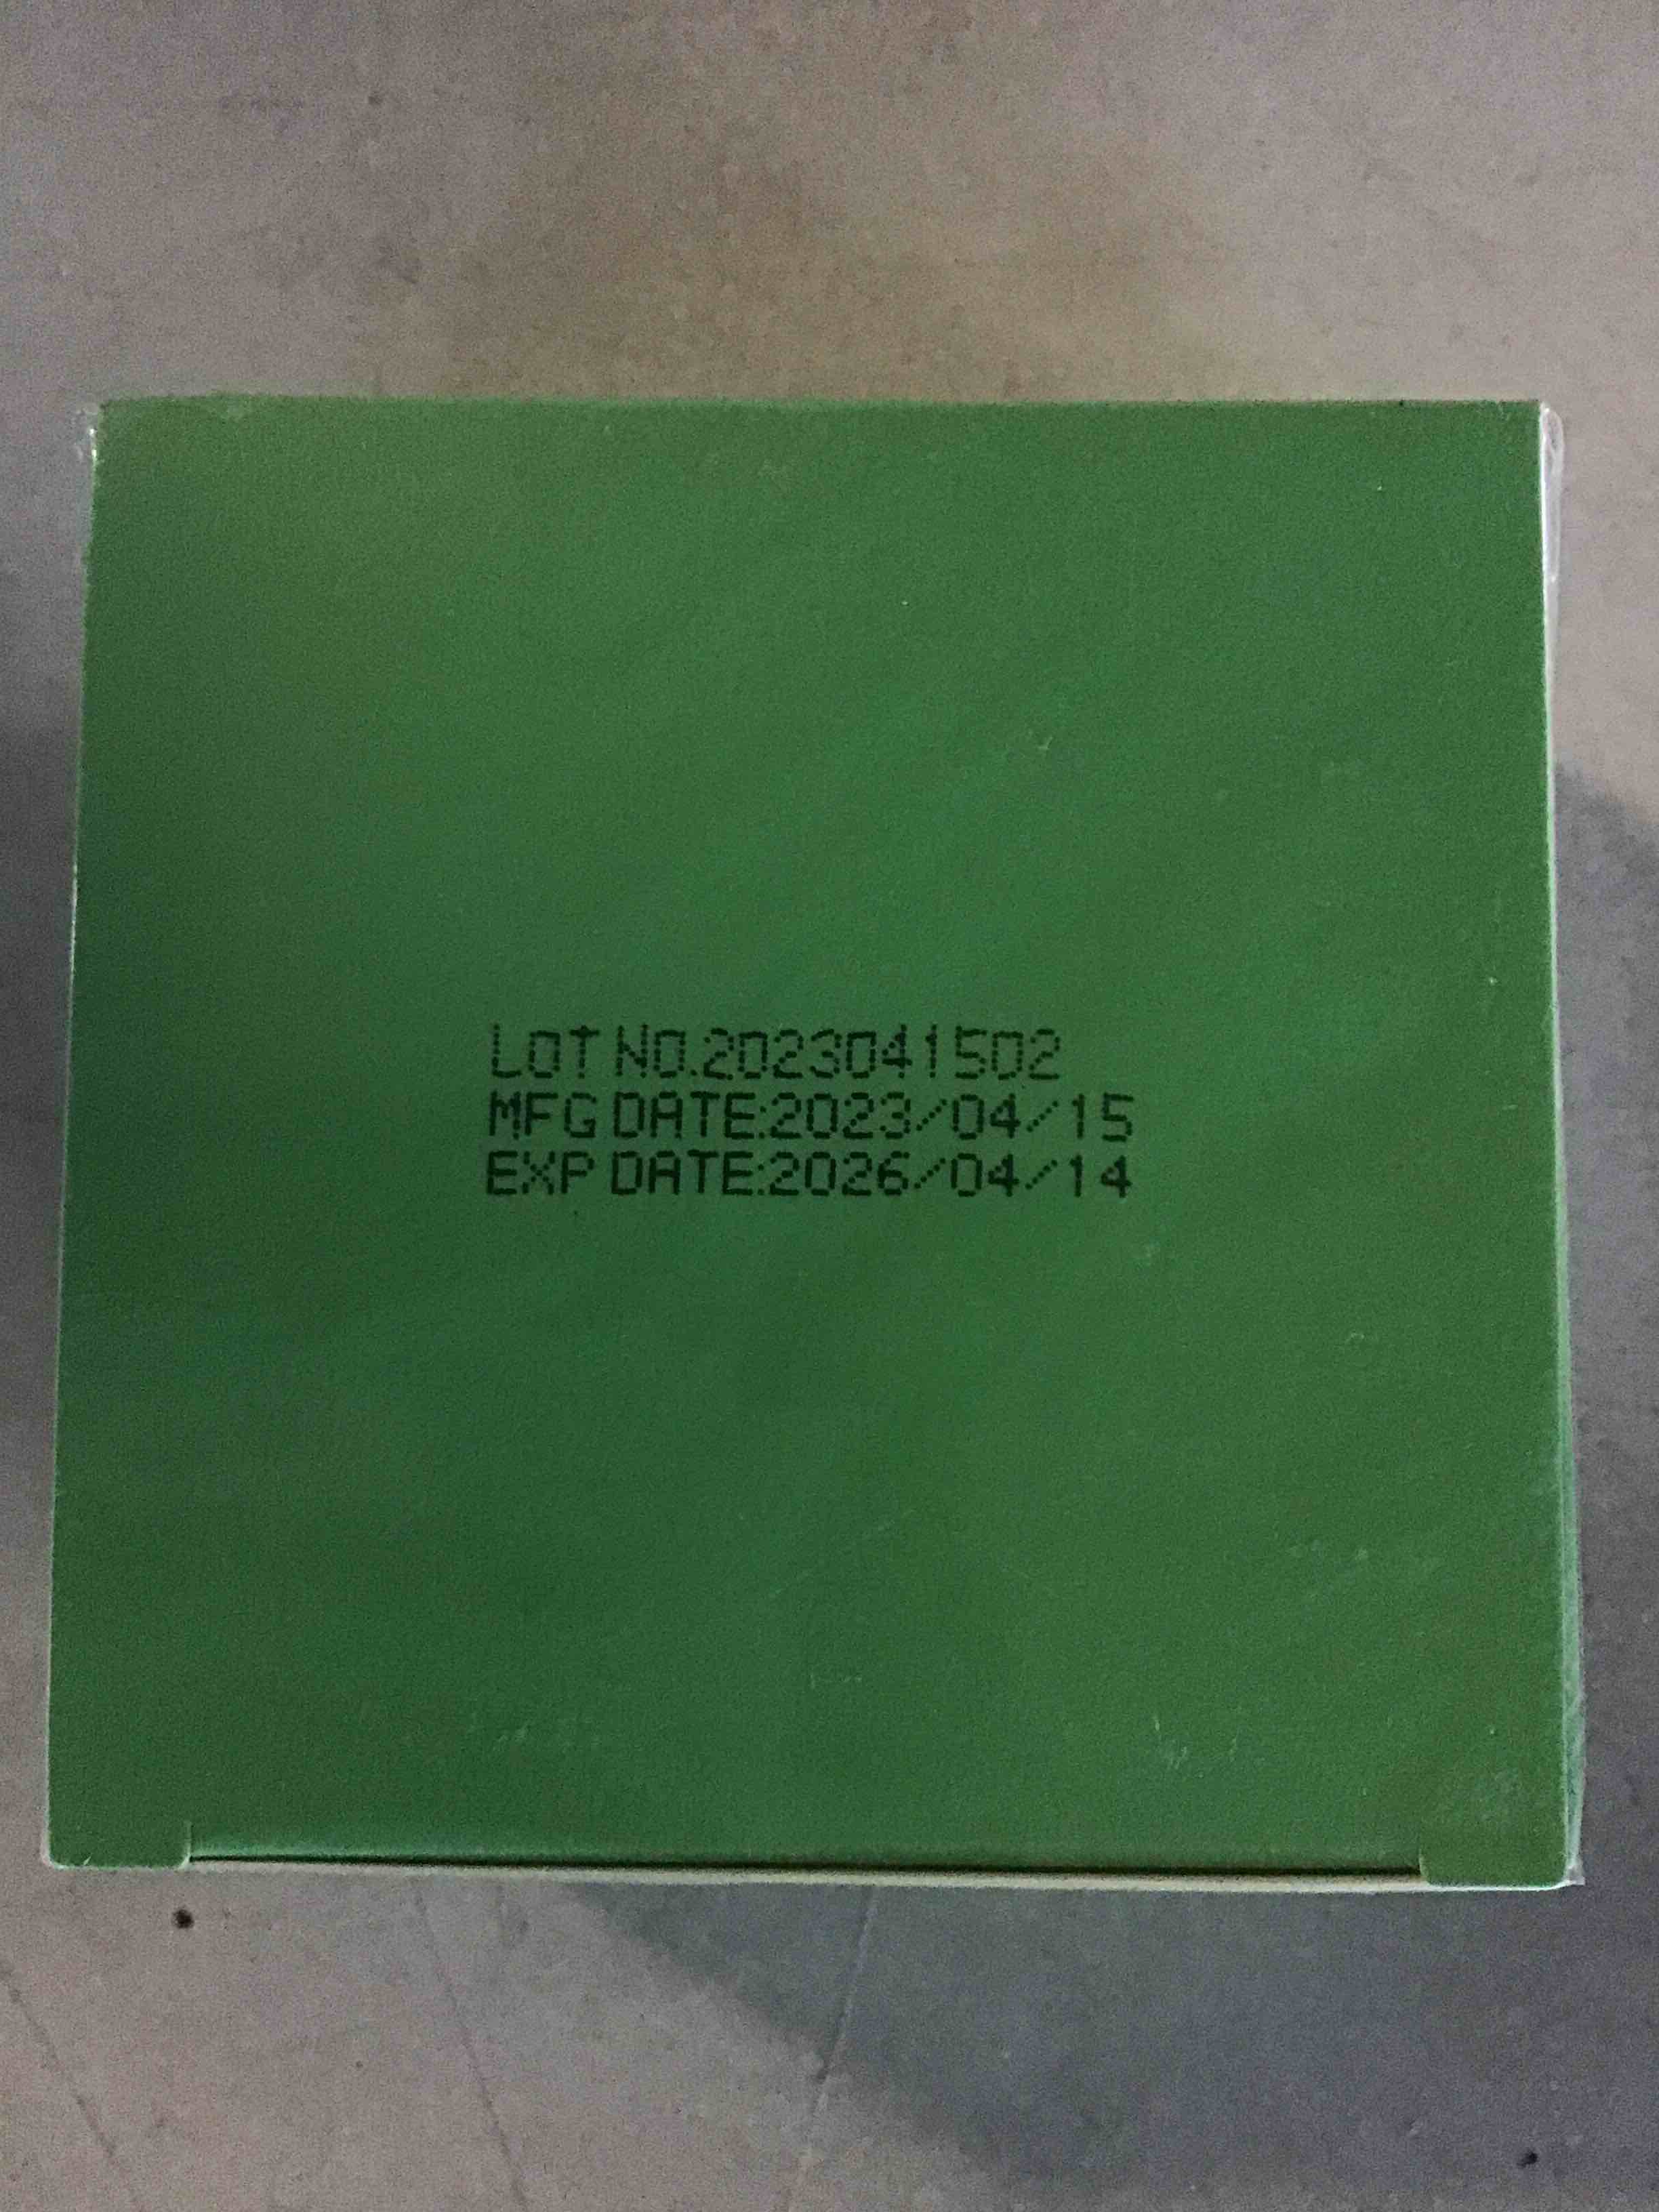 LOT NO.2023041502
MFG DATE:2023/04/15
EXP DATE:2026/04/14